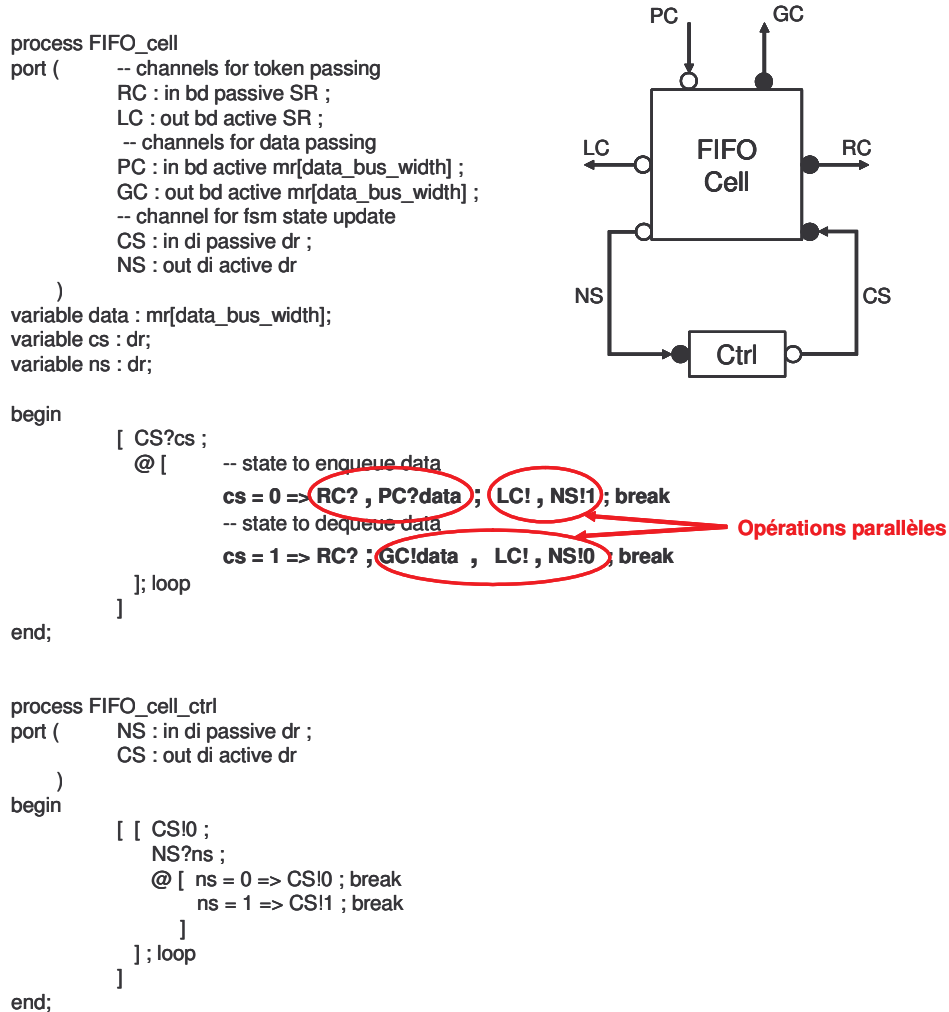 process FIFO_cell
port ( -- channels for token passing
RC : in bd passive SR ;
LC : out bd active SR ;
-- channels for data passing
PC : in bd active mr[data_bus_width] ;
GC : out bd active mr[data_bus_width] ;
-- channel for fsm state update
CS : in di passive dr ;
NS : out di active dr
)
variable data : mr[data_bus_width];
variable cs : dr;
variable ns : dr;
begin
[ CS?cs ;
@ [ -- state to enqueue data
cs = 0 => RC? , PC?data ; LC! , NS!1 ; break
-- state to dequeue data
cs = 1 => RC? ; GC!data , LC! , NS!0 ; break
]; loop
]
end;
Opérations parallèles
PC
GC
LC
FIFO
Cell
RC
NS
CS
Ctrl
process FIFO_cell_ctrl
port ( NS : in di passive dr ;
CS : out di active dr
)
begin
[ [ CS!0 ;
NS?ns ;
@ [ ns = 0 => CS!0 ; break
ns = 1 => CS!1 ; break
]
] ; loop
]
end;